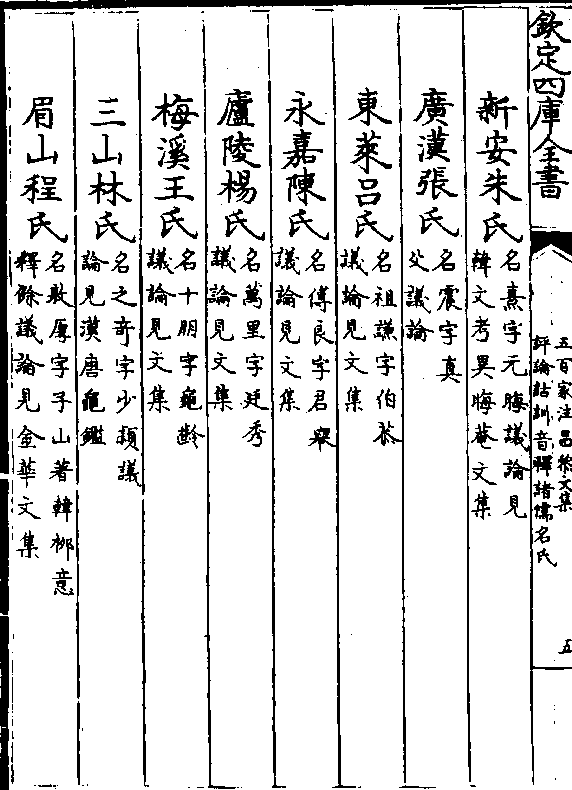 欽定四庫全書
五百家注昌黎文集
評論詁訓音釋諸儒名氏
五
新安朱氏
名熹字元晦議論見
韓文考異晦菴文集
廣漢張氏
名震字真
父議論
東萊呂氏
名祖謙字伯恭
議論見文集
永嘉陳氏
名傅良字君舉
議論見文集
廬陵楊氏
名萬里字廷秀
議論見文集
梅溪王氏
名十朋字龜齡
議論見文集
三山林氏
名之奇字少穎議
論見漢唐龜鑑
眉山程氏
名敦厚字子山著韓柳意
釋餘議論見金華文集